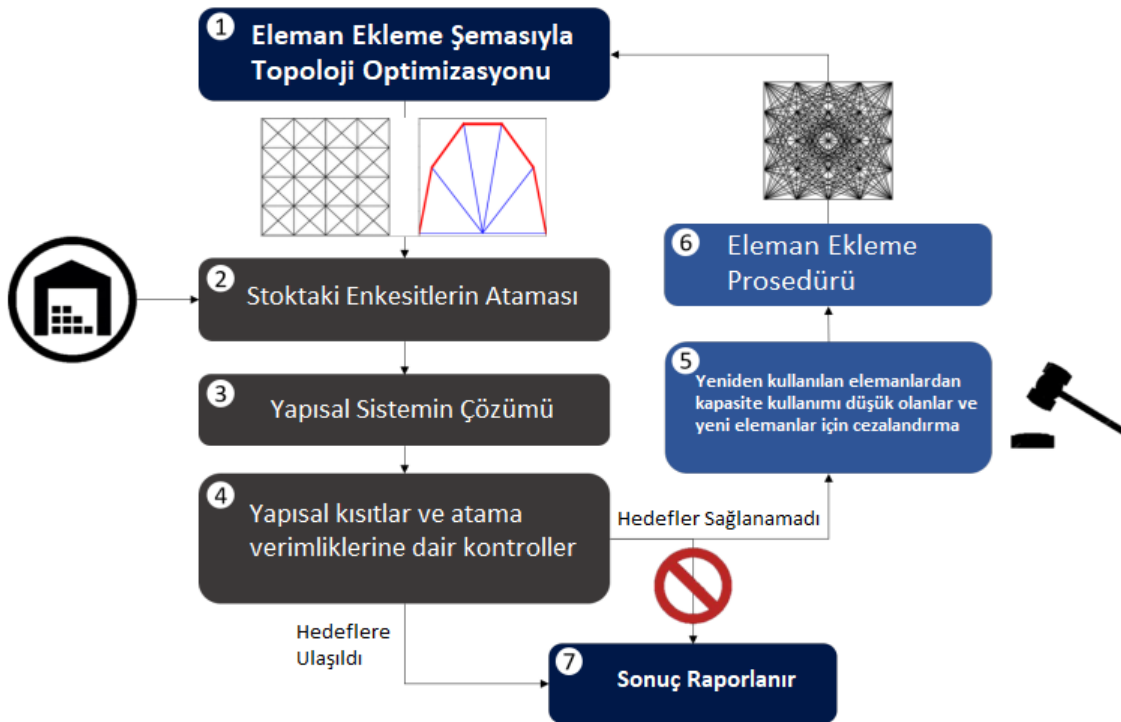 1
Eleman Ekleme Şemasıyla
Topoloji Optimizasyonu
2
Stoktaki Enkesitlerin Ataması
3
Yapısal Sistemin Çözümü
4
Yapısal kısıtlar ve atama
verimliklerine dair kontroller
Hedefler Sağlanamadı
5
Yeniden kullanılan elemanlardan
kapasite kullanımı düşük olanlar ve
yeni elemanlar için cezalandırma
6
Eleman Ekleme
Prosedürü
Hedeflere
Ulaşıldı
7
Sonuç Raporlanır